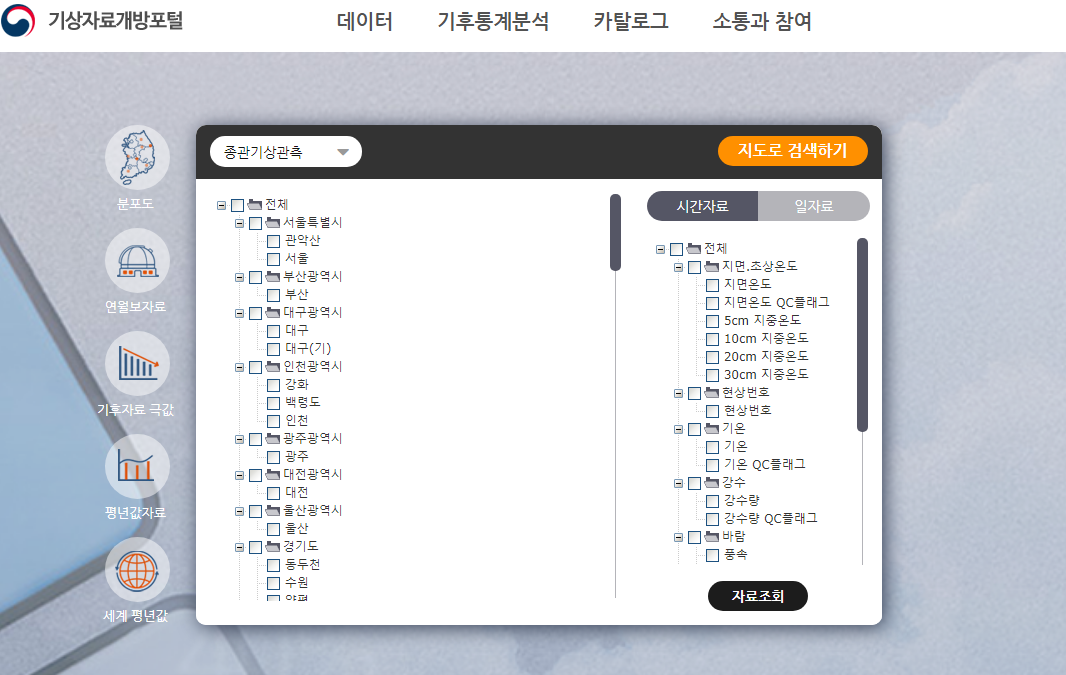 기상자료개방포털
데이터 기후통계분석 카탈로그 소통과 참여
분포도
연월보자료
기후자료 극값
평년값자료
세계 평년값
종관기상관측
지도로 검색하기
전체
서울특별시
관악산
서울
부산광역시
부산
대구광역시
대구
대구(기)
인천광역시
강화
백령도
인천
광주광역시
광주
대전광역시
대전
울산광역시
울산
경기도
동두천
수원
양평
시간자료 일자료
전체
지면.초상온도
지면온도
지면온도 QC플래그
5cm 지중온도
10cm 지중온도
20cm 지중온도
30cm 지중온도
현상번호
현상번호
기온
기온
기온 QC플래그
강수
강수량
강수량 QC플래그
바람
풍속
자료조회